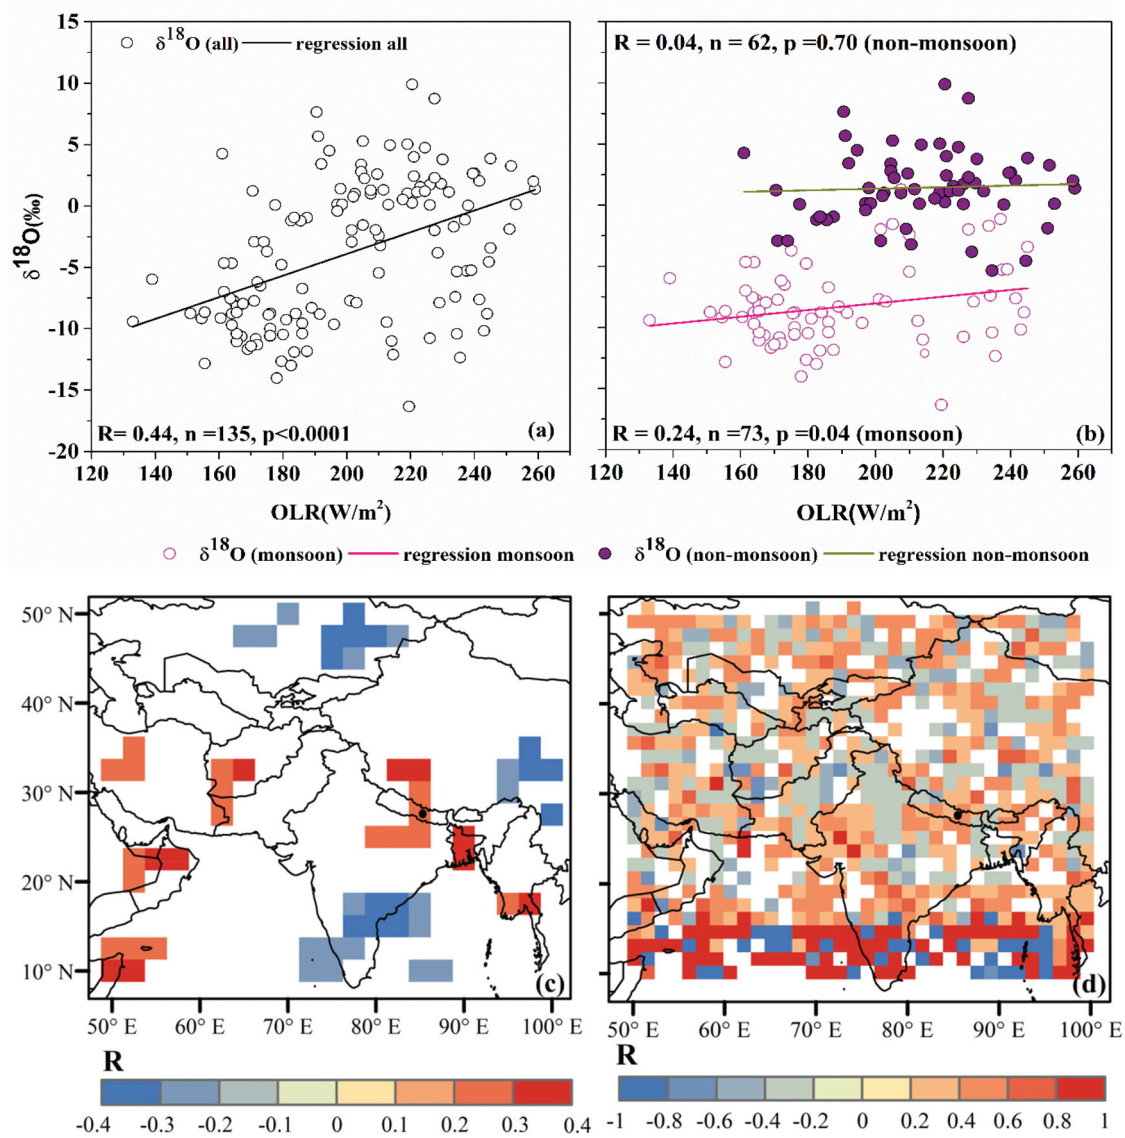 15
10
5
0
-5
-10
-15
-20
δ18O(‰)
δ18O (all) regression all
R= 0.44, n =135, p<0.0001
(a)
120 140 160 180 200 220 240 260
OLR(W/m2)
R = 0.04, n = 62, p =0.70 (non-monsoon)
R = 0.24, n =73, p =0.04 (monsoon)
(b)
120 140 160 180 200 220 240 260
OLR(W/m2)
δ18O (monsoon) regression monsoon δ18O (non-monsoon) regression non-monsoon
50° N
40° N
30° N
20° N
10° N
(c)
50° E 60° E 70° E 80° E 90° E 100° E
R
-0.4 -0.3 -0.2 -0.1 0 0.1 0.2 0.3 0.4
(d)
50° E 60° E 70° E 80° E 90° E 100° E
R
-1 -0.8 -0.6 -0.4 -0.2 0 0.2 0.4 0.6 0.8 1